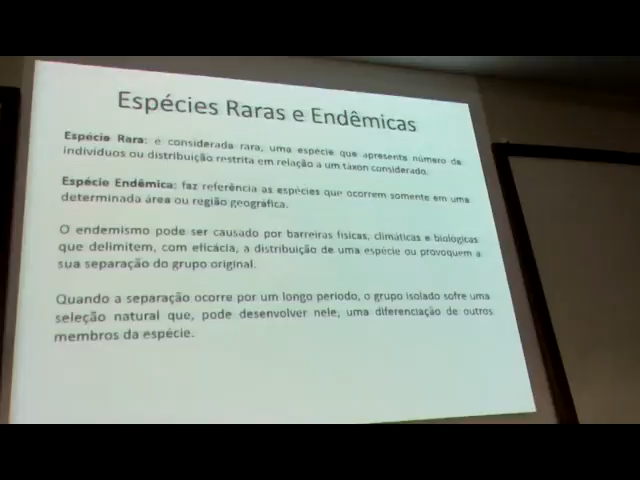 Espécies Raras e Endêmicas
Espécie Rara: é considerada rara, uma espécie que apresenta número de
indivíduos ou distribuição restrita em relação a um táxon considerado.
Espécie Endêmica: faz referência as espécies que ocorrem somente em uma
determinada área ou região geográfica.
O endemismo pode ser causado por barreiras físicas, climáticas e biológicas
que delimitem, com eficácia, a distribuição de uma espécie ou provoquem a
sua separação do grupo original.
Quando a separação ocorre por um longo período, o grupo isolado sofre uma
seleção natural que, pode desenvolver nele, uma diferenciação de outros
membros da espécie.